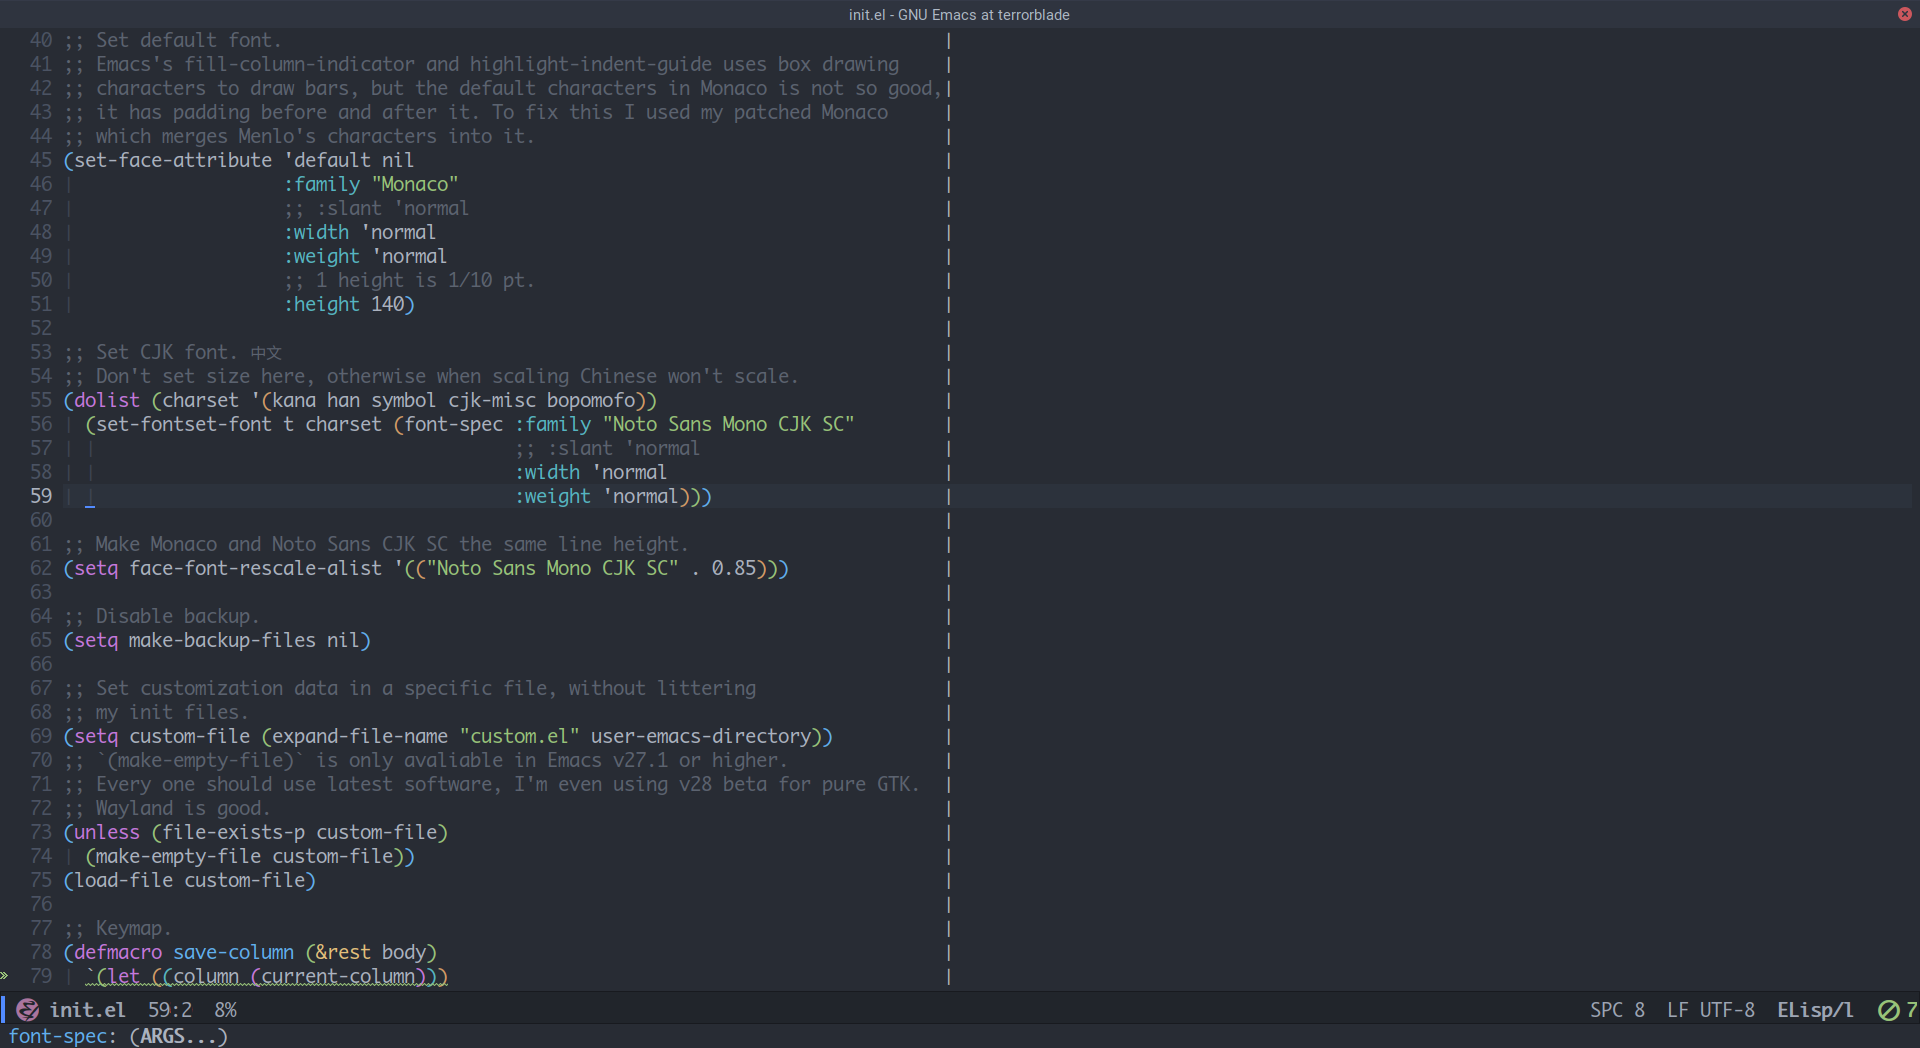 init.el - GNU Emacs at terrorblade
40 ;; Set default font.
41 ;; Emacs's fill-column-indicator and highlight-indent-guide uses box drawing
42 ;; characters to draw bars, but the default characters in Monaco is not so good,
43 ;; it has padding before and after it. To fix this I used my patched Monaco
44 ;; which merges Menlo's characters into it.
45 (set-face-attribute 'default nil
46                     :family "Monaco"
47                     ;; :slant 'normal
48                     :width 'normal
49                     :weight 'normal
50                     ;; 1 height is 1/10 pt.
51                     :height 140)
52
53 ;; Set CJK font. 中文
54 ;; Don't set size here, otherwise when scaling Chinese won't scale.
55 (dolist (charset '(kana han symbol cjk-misc bopomofo))
56   (set-fontset-font t charset (font-spec :family "Noto Sans Mono CJK SC"
57                                          ;; :slant 'normal
58                                          :width 'normal
59                                          :weight 'normal)))
60
61 ;; Make Monaco and Noto Sans CJK SC the same line height.
62 (setq face-font-rescale-alist '(("Noto Sans Mono CJK SC" . 0.85)))
63
64 ;; Disable backup.
65 (setq make-backup-files nil)
66
67 ;; Set customization data in a specific file, without littering
68 ;; my init files.
69 (setq custom-file (expand-file-name "custom.el" user-emacs-directory))
70 ;; `(make-empty-file)` is only avaliable in Emacs v27.1 or higher.
71 ;; Every one should use latest software, I'm even using v28 beta for pure GTK.
72 ;; Wayland is good.
73 (unless (file-exists-p custom-file)
74   (make-empty-file custom-file))
75 (load-file custom-file)
76
77 ;; Keymap.
78 (defmacro save-column (&rest body)
79   `(let ((column (current-column)))
init.el 59:2 8% SPC 8 LF UTF-8 ELisp/l 7
font-spec: (ARGS...)